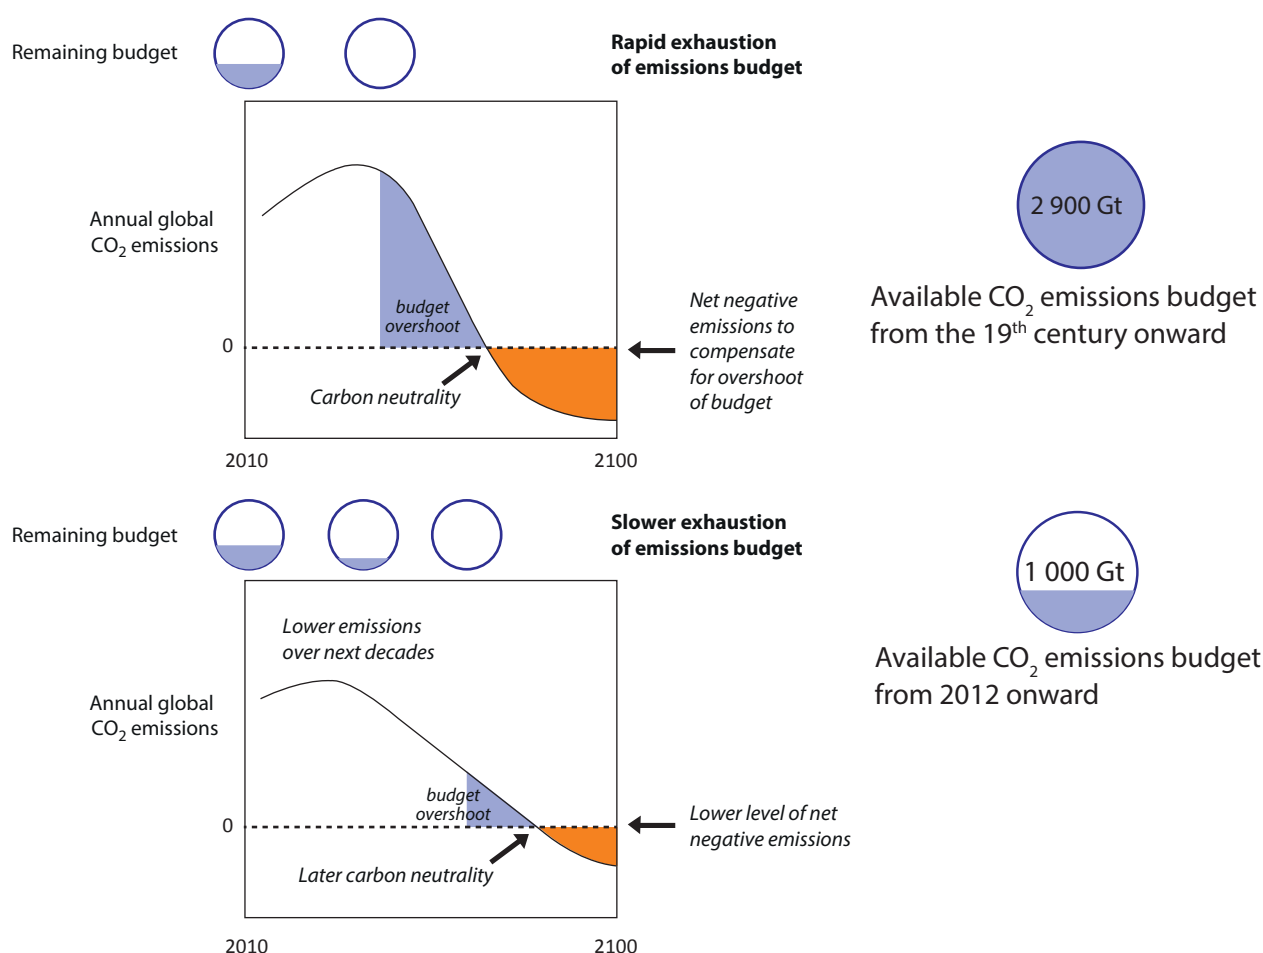 Remaining budget
Rapid exhaustion
of emissions budget
Annual global
CO₂ emissions
0
budget
overshoot
Carbon neutrality
Net negative
emissions to
compensate
for overshoot
of budget
2010
2100
2 900 Gt
Available CO₂ emissions budget
from the 19th century onward
Remaining budget
Slower exhaustion
of emissions budget
Lower emissions
over next decades
Annual global
CO₂ emissions
0
budget
overshoot
Later carbon neutrality
Lower level of net
negative emissions
2010
2100
1 000 Gt
Available CO₂ emissions budget
from 2012 onward